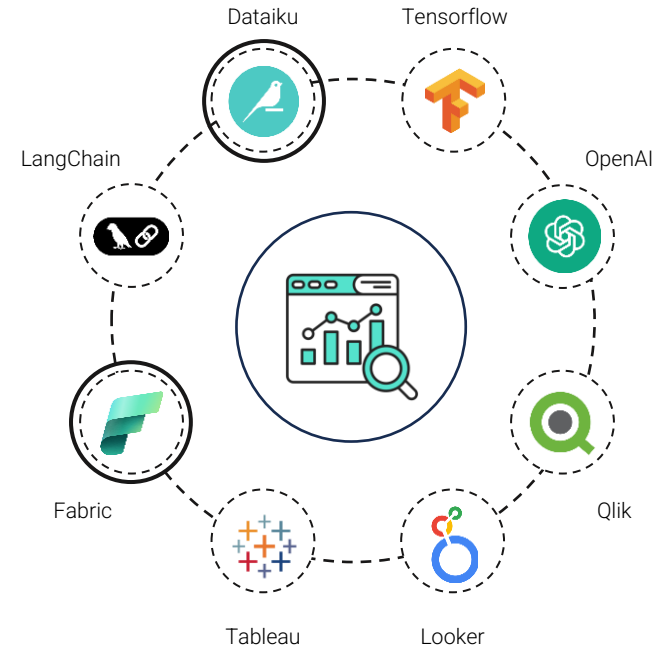 Dataiku
Tensorflow
LangChain
OpenAI
Fabric
Qlik
Tableau
Looker